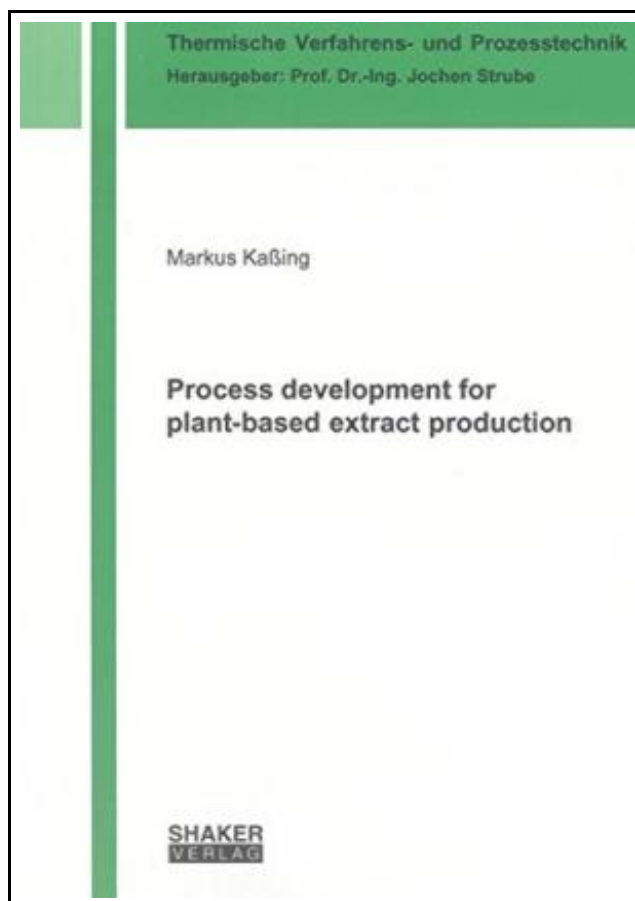 Thermische Verfahrens- und Prozesstechnik
Herausgeber: Prof. Dr.-Ing. Jochen Strube
Markus Kaßing
Process development for
plant-based extract production
SHAKER
VERLAG